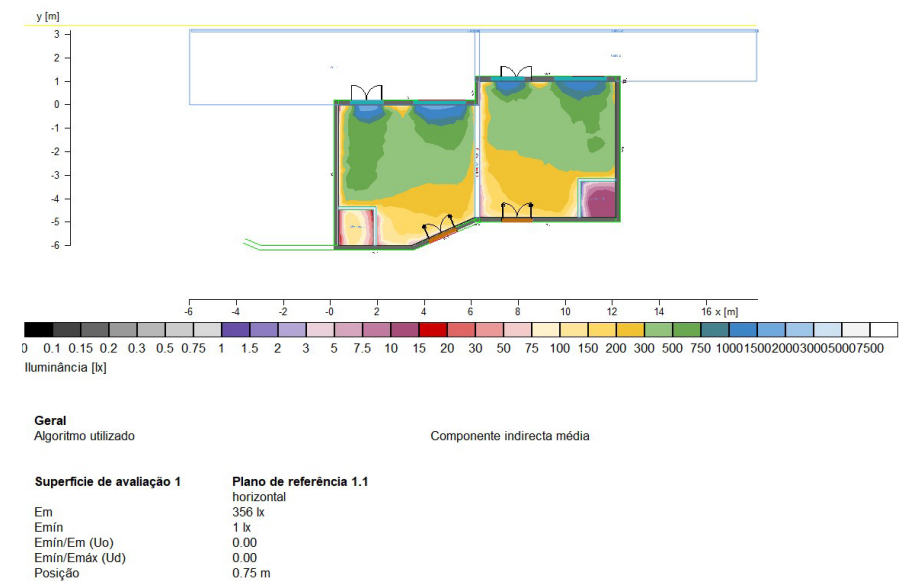 y [m]
3
2
1
0
-1
-2
-3
-4
-5
-6
-6 -4 -2 -0 2 4 6 8 10 12 14 16 x [m]
0 0.1 0.15 0.2 0.3 0.5 0.75 1 1.5 2 3 5 7.5 10 15 20 30 50 75 100 150 200 300 500 750 1000 1500 2000 3000 5000 7500
Iluminância [lx]
Geral
Algoritmo utilizado Componente indirecta média
Superfície de avaliação 1 Plano de referência 1.1
horizontal
Em 356 lx
Emín 1 lx
Emín/Em (Uo) 0.00
Emín/Emáx (Ud) 0.00
Posição 0.75 m